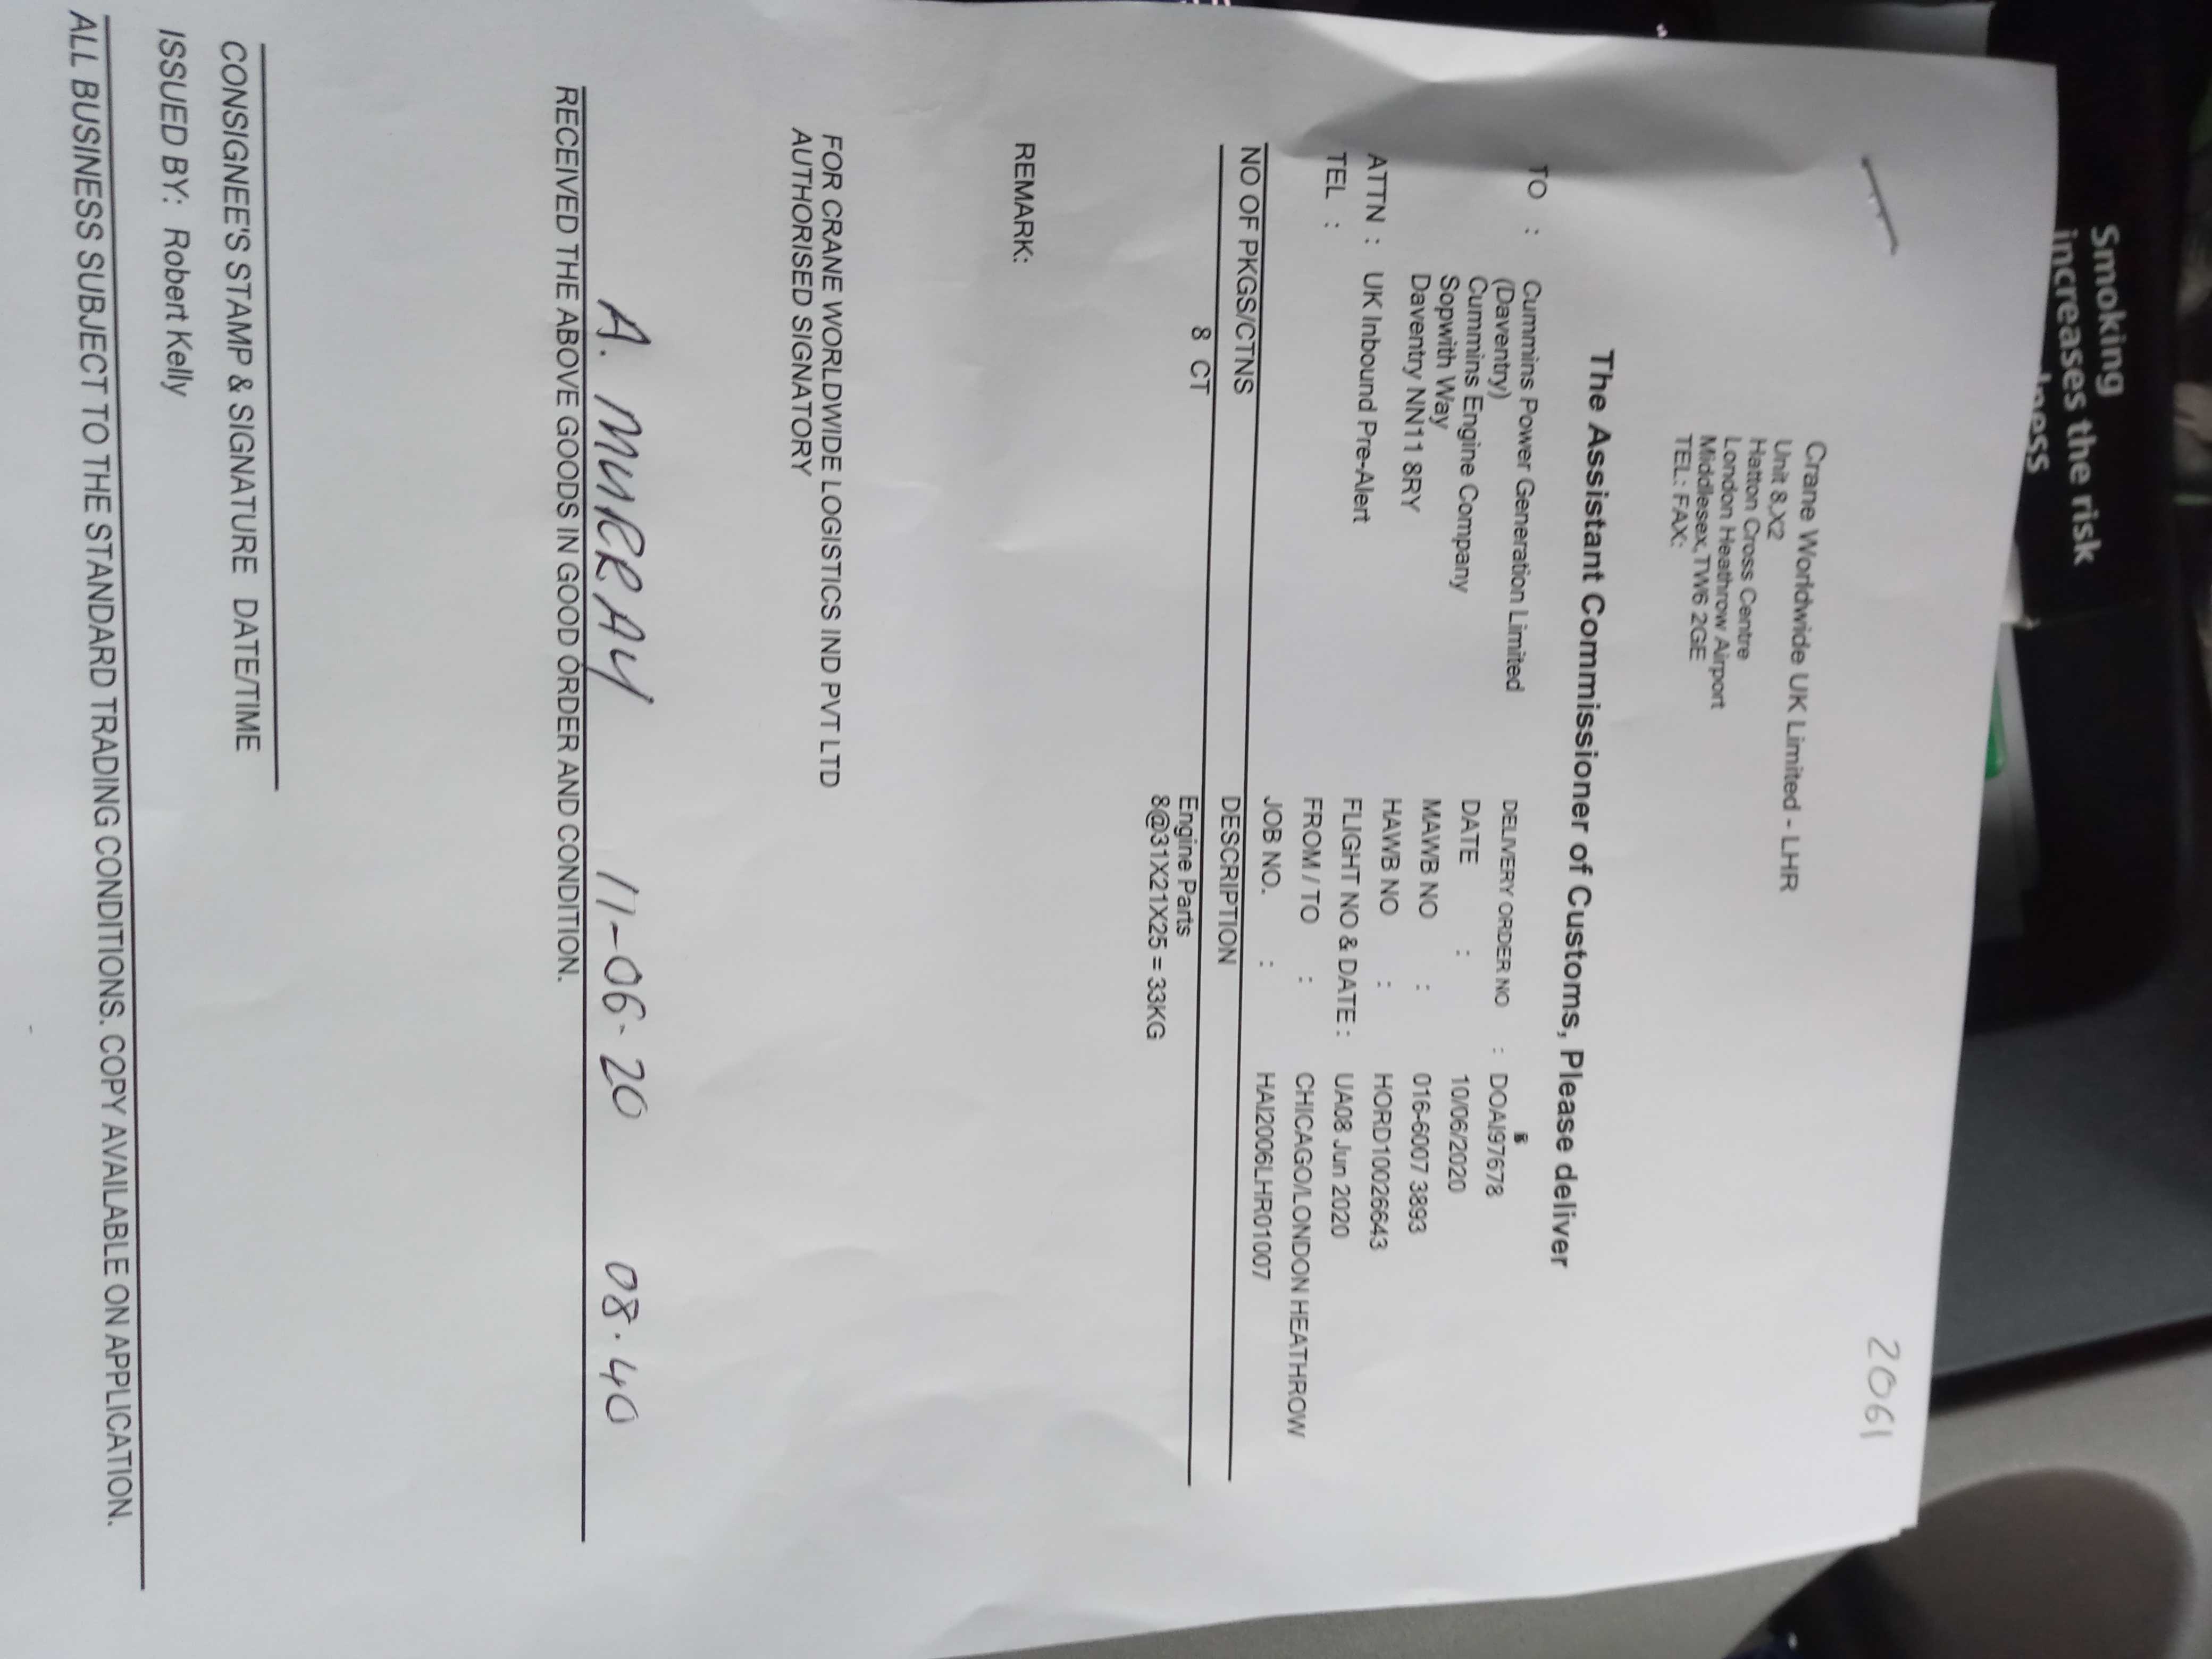 Smoking
increases the risk
2061
Crane Worldwide UK Limited - LHR
Unit 8,X2
Hatton Cross Centre
London Heathrow Airport
Middlesex,TW6 2GE
TEL: FAX:
The Assistant Commissioner of Customs, Please deliver
TO : Cummins Power Generation Limited
(Daventry)
Cummins Engine Company
Sopwith Way
Daventry NN11 8RY
ATTN : UK Inbound Pre-Alert
TEL :
DELIVERY ORDER NO : DOAI97678
DATE : 10/06/2020
MAWB NO : 016-6007 3893
HAWB NO : HORD10026643
FLIGHT NO & DATE : UA08 Jun 2020
FROM / TO : CHICAGO/LONDON HEATHROW
JOB NO. : HAI2006LHR01007
NO OF PKGS/CTNS DESCRIPTION
8 CT Engine Parts
8@31X21X25 = 33KG
REMARK:
FOR CRANE WORLDWIDE LOGISTICS IND PVT LTD
AUTHORISED SIGNATORY
A. MURRAY 11-06-20 08.40
RECEIVED THE ABOVE GOODS IN GOOD ORDER AND CONDITION.
CONSIGNEE'S STAMP & SIGNATURE DATE/TIME
ISSUED BY: Robert Kelly
ALL BUSINESS SUBJECT TO THE STANDARD TRADING CONDITIONS. COPY AVAILABLE ON APPLICATION.